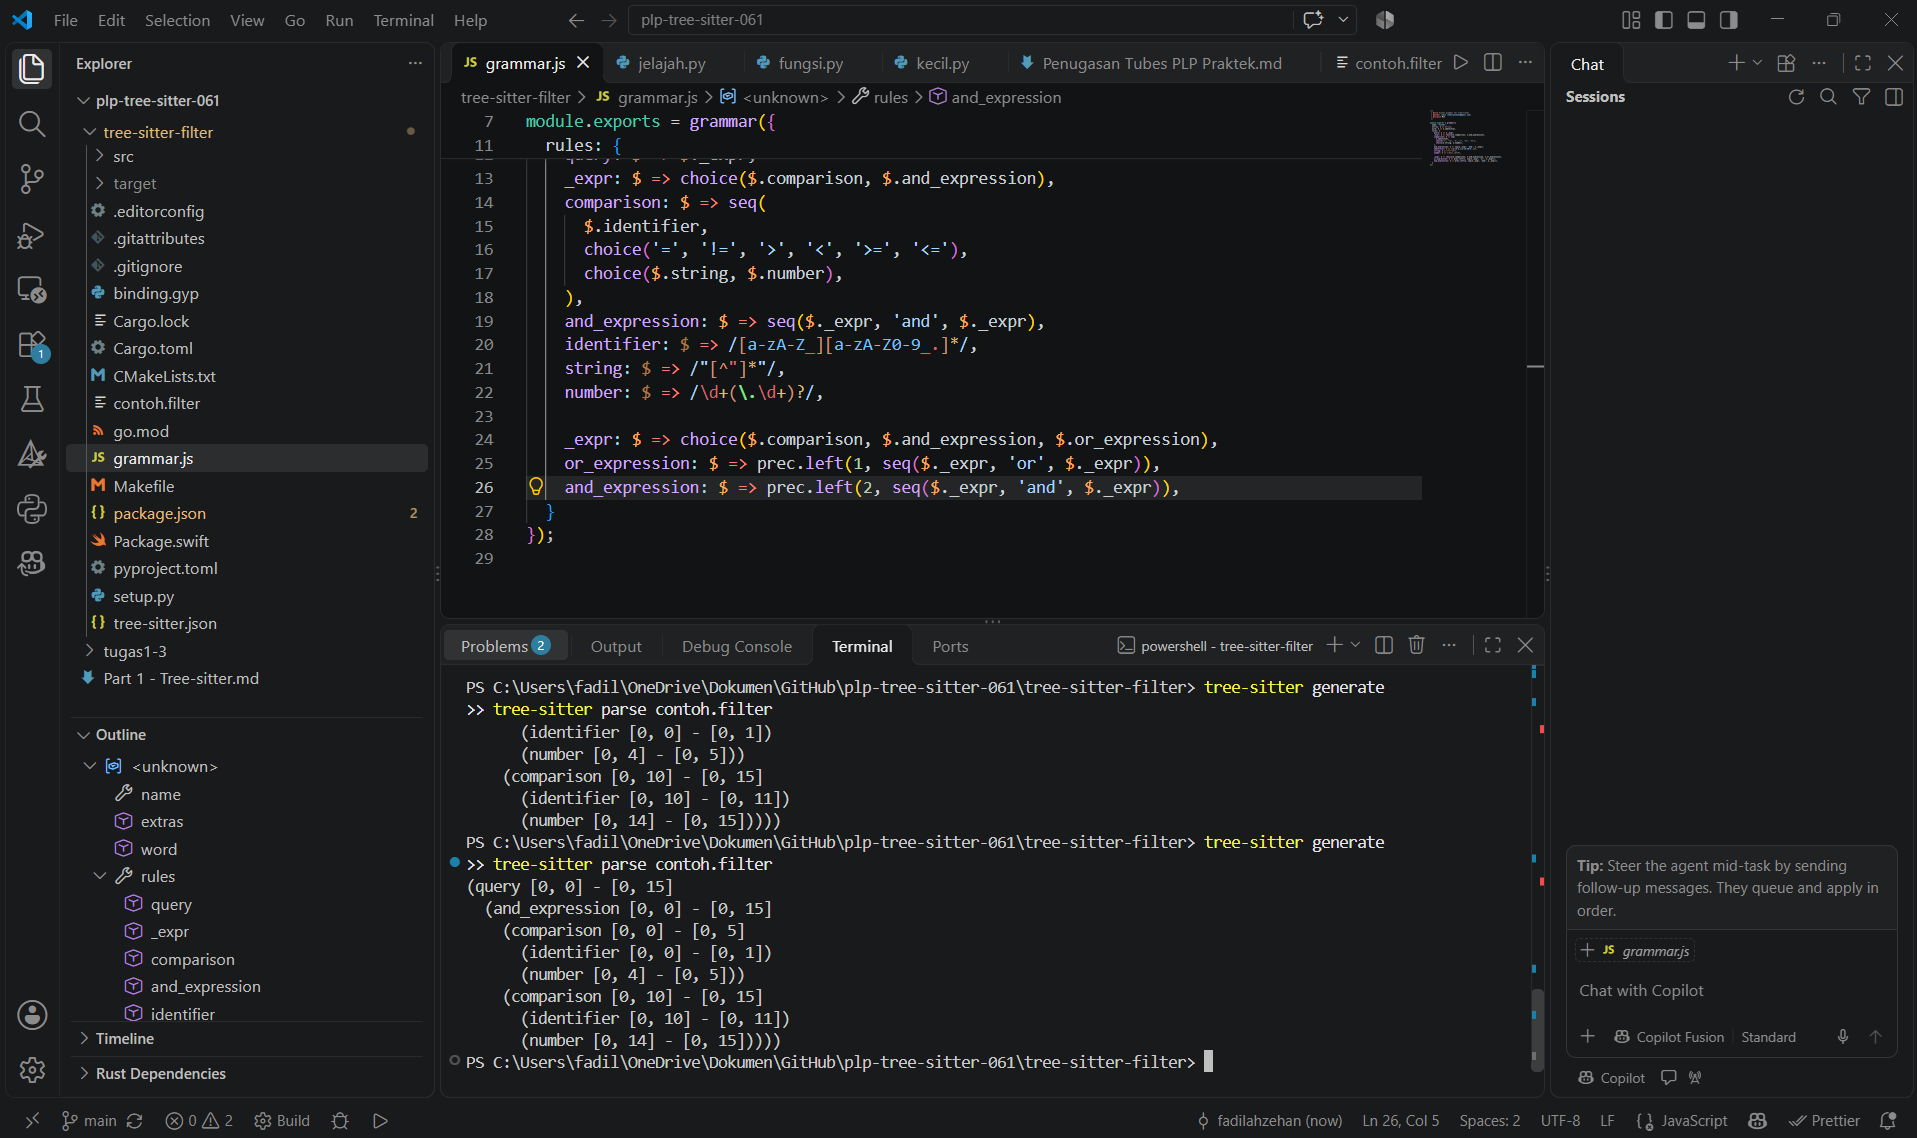 File Edit Selection View Go Run Terminal Help
plp-tree-sitter-061
Explorer
plp-tree-sitter-061
tree-sitter-filter
src
target
.editorconfig
.gitattributes
.gitignore
binding.gyp
Cargo.lock
Cargo.toml
CMakeLists.txt
contoh.filter
go.mod
grammar.js
Makefile
package.json 2
Package.swift
pyproject.toml
setup.py
tree-sitter.json
tugas1-3
Part 1 - Tree-sitter.md
Outline
<unknown>
name
extras
word
rules
query
_expr
comparison
and_expression
identifier
Timeline
Rust Dependencies
1
JS grammar.js jelajah.py fungsi.py kecil.py Penugasan Tubes PLP Praktek.md contoh.filter
tree-sitter-filter > JS grammar.js > <unknown> > rules > and_expression
7 module.exports = grammar({
11 rules: {
13 _expr: $ => choice($.comparison, $.and_expression),
14 comparison: $ => seq(
15 $.identifier,
16 choice('=', '!=', '>', '<', '>=', '<='),
17 choice($.string, $.number),
18 ),
19 and_expression: $ => seq($._expr, 'and', $._expr),
20 identifier: $ => /[a-zA-Z_][a-zA-Z0-9_.]*/,
21 string: $ => /"[^"]*"/,
22 number: $ => /\d+(\.\d+)?/,
23
24 _expr: $ => choice($.comparison, $.and_expression, $.or_expression),
25 or_expression: $ => prec.left(1, seq($._expr, 'or', $._expr)),
26 and_expression: $ => prec.left(2, seq($._expr, 'and', $._expr)),
27 }
28 });
29
Problems 2 Output Debug Console Terminal Ports powershell - tree-sitter-filter
PS C:\Users\fadil\OneDrive\Dokumen\GitHub\plp-tree-sitter-061\tree-sitter-filter> tree-sitter generate
>> tree-sitter parse contoh.filter
(identifier [0, 0] - [0, 1])
(number [0, 4] - [0, 5]))
(comparison [0, 10] - [0, 15]
(identifier [0, 10] - [0, 11])
(number [0, 14] - [0, 15]))))
PS C:\Users\fadil\OneDrive\Dokumen\GitHub\plp-tree-sitter-061\tree-sitter-filter> tree-sitter generate
>> tree-sitter parse contoh.filter
(query [0, 0] - [0, 15]
(and_expression [0, 0] - [0, 15]
(comparison [0, 0] - [0, 5]
(identifier [0, 0] - [0, 1])
(number [0, 4] - [0, 5]))
(comparison [0, 10] - [0, 15]
(identifier [0, 10] - [0, 11])
(number [0, 14] - [0, 15]))))
PS C:\Users\fadil\OneDrive\Dokumen\GitHub\plp-tree-sitter-061\tree-sitter-filter>
Chat
Sessions
Tip: Steer the agent mid-task by sending
follow-up messages. They queue and apply in
order.
JS grammar.js
Chat with Copilot
Copilot Fusion Standard
Copilot
main 0 2 Build fadilahzehan (now) Ln 26, Col 5 Spaces: 2 UTF-8 LF JavaScript Prettier